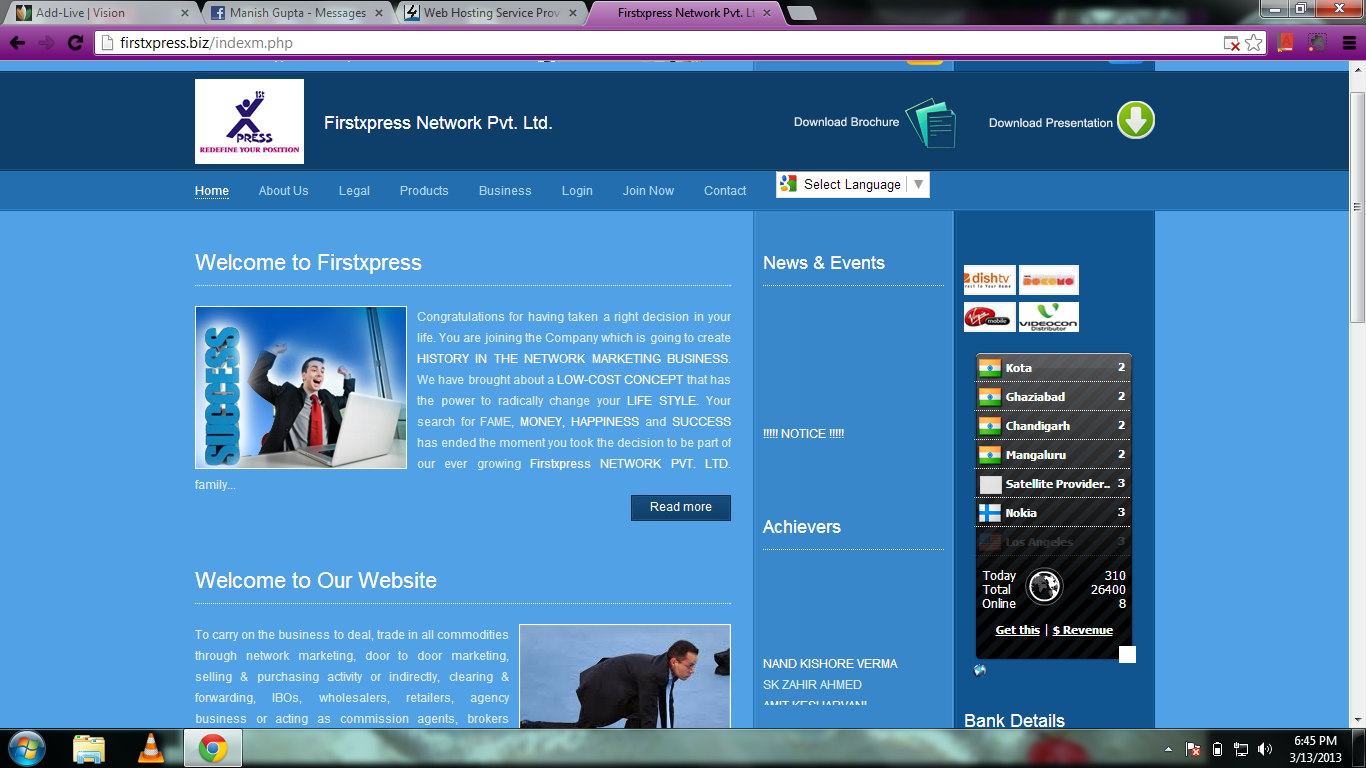 Add-Live | Vision
Manish Gupta - Messages
Web Hosting Service Prov
Firstxpress Network Pvt. Lt
firstxpress.biz/indexm.php
1st
PRESS
REDEFINE YOUR POSITION
Firstxpress Network Pvt. Ltd.
Download Brochure
Download Presentation
Home About Us Legal Products Business Login Join Now Contact
Select Language
Welcome to Firstxpress
SUCCESS
Congratulations for having taken a right decision in your
life. You are joining the Company which is going to create
HISTORY IN THE NETWORK MARKETING BUSINESS.
We have brought about a LOW-COST CONCEPT that has
the power to radically change your LIFE STYLE. Your
search for FAME, MONEY, HAPPINESS and SUCCESS
has ended the moment you took the decision to be part of
our ever growing Firstxpress NETWORK PVT. LTD.
family...
Read more
Welcome to Our Website
To carry on the business to deal, trade in all commodities
through network marketing, door to door marketing,
selling & purchasing activity or indirectly, clearing &
forwarding, IBOs, wholesalers, retailers, agency
business or acting as commission agents, brokers
News & Events
!!!!! NOTICE !!!!!
Achievers
NAND KISHORE VERMA
SK ZAHIR AHMED
AMIT KESHARVANI
dishtv
DOCOMO
Virgin
mobile
VIDEOCON
Distributor
Kota 2
Ghaziabad 2
Chandigarh 2
Mangaluru 2
Satellite Provider.. 3
Nokia 3
Los Angeles 3
Today 310
Total 26400
Online 8
Get this | $ Revenue
Bank Details
6:45 PM
3/13/2013